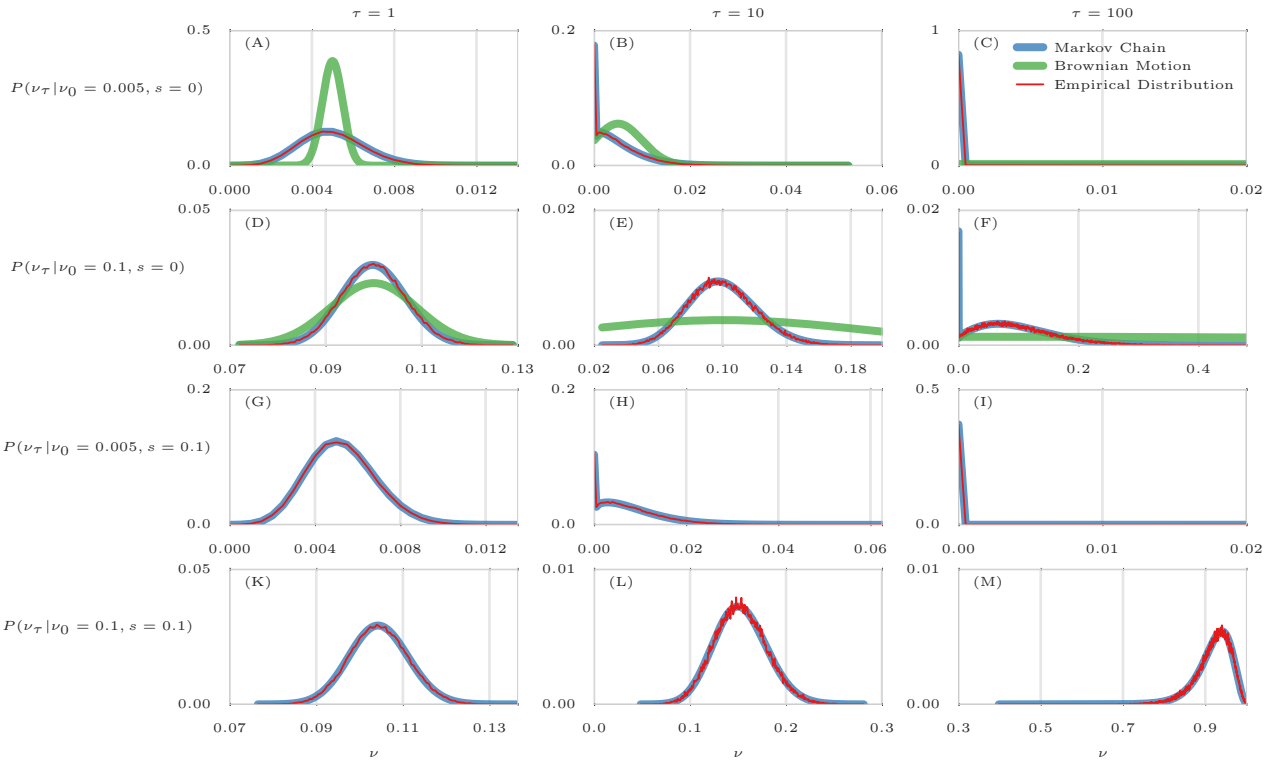 τ = 1 τ = 10 τ = 100
P(ν_τ|ν_0 = 0.005, s = 0)
0.5 (A) 0.0
0.000 0.004 0.008 0.012
0.2 (B) 0.0
0.00 0.02 0.04 0.06
1 (C) 0
Markov Chain
Brownian Motion
Empirical Distribution
0.00 0.01 0.02
P(ν_τ|ν_0 = 0.1, s = 0)
0.05 (D) 0.00
0.07 0.09 0.11 0.13
0.02 (E) 0.00
0.02 0.06 0.10 0.14 0.18
0.02 (F) 0.00
0.0 0.2 0.4
P(ν_τ|ν_0 = 0.005, s = 0.1)
0.2 (G) 0.0
0.000 0.004 0.008 0.012
0.2 (H) 0.0
0.00 0.02 0.04 0.06
0.5 (I) 0.0
0.00 0.01 0.02
P(ν_τ|ν_0 = 0.1, s = 0.1)
0.05 (K) 0.00
0.07 0.09 0.11 0.13
ν
0.01 (L) 0.00
0.0 0.1 0.2 0.3
ν
0.01 (M) 0.00
0.3 0.5 0.7 0.9
ν